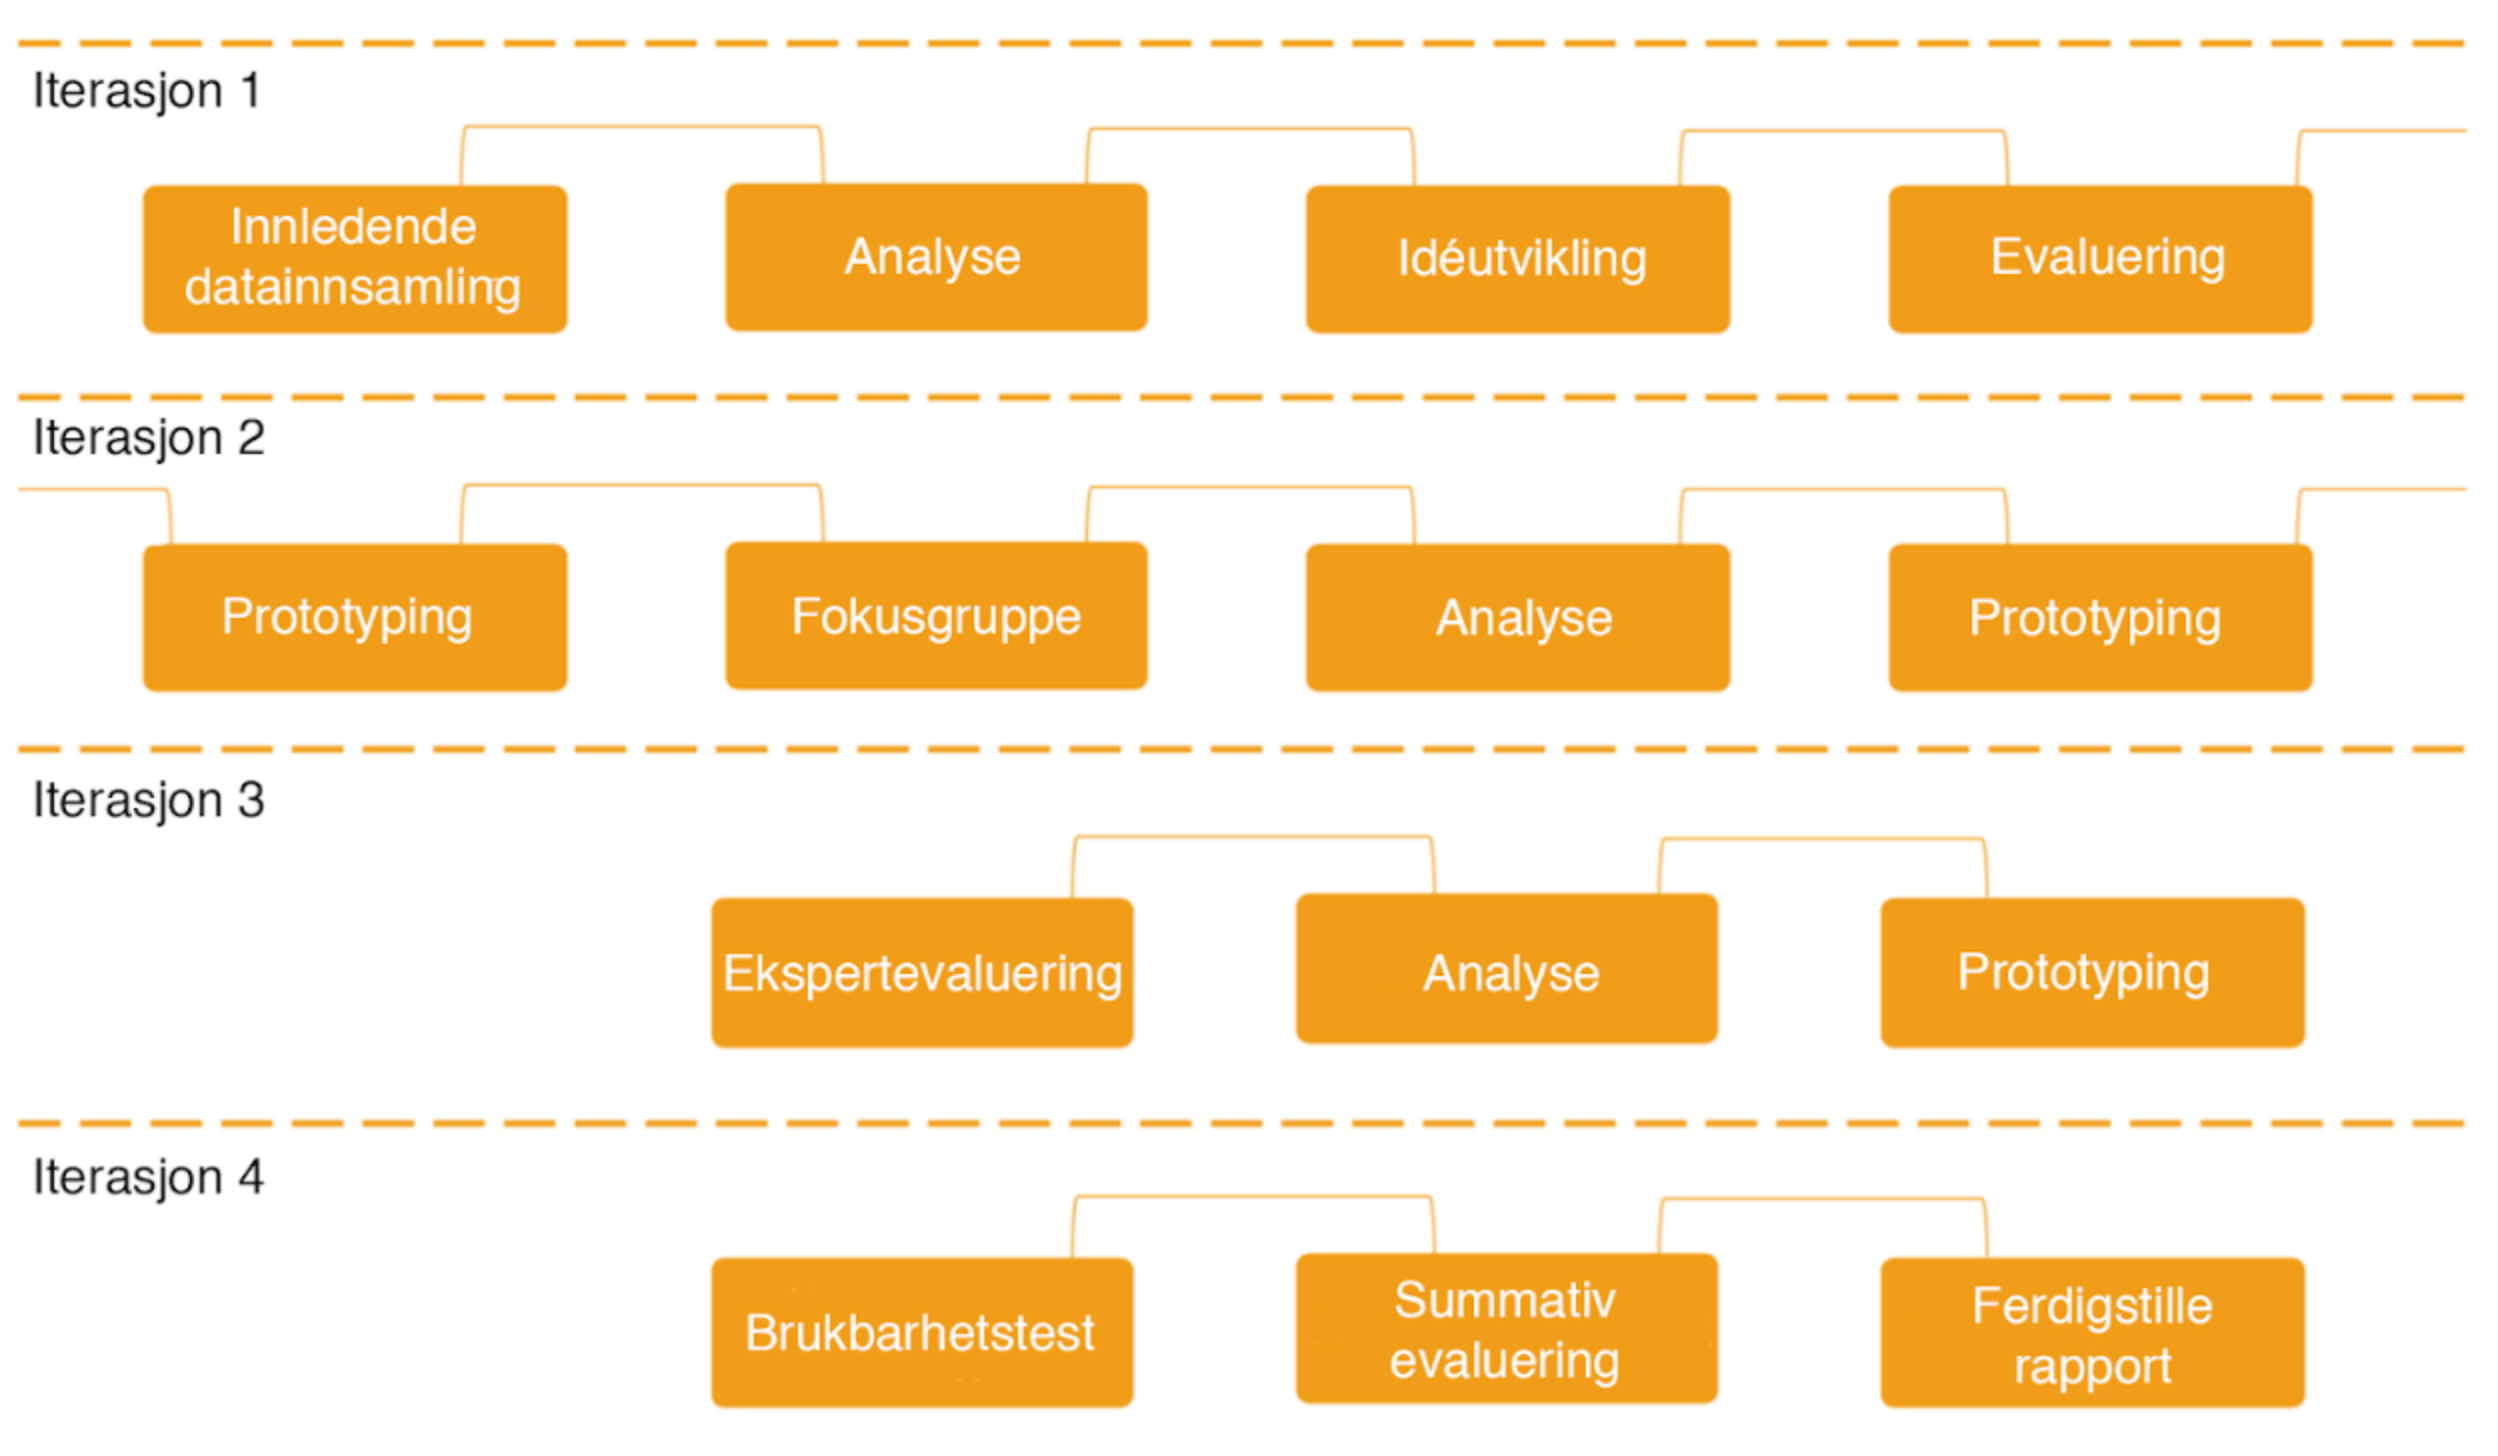 Iterasjon 1
Innledende
datainnsamling
Analyse
Idéutvikling
Evaluering
Iterasjon 2
Prototyping
Fokusgruppe
Analyse
Prototyping
Iterasjon 3
Ekspertevaluering
Analyse
Prototyping
Iterasjon 4
Brukbarhetstest
Summativ
evaluering
Ferdigstille
rapport